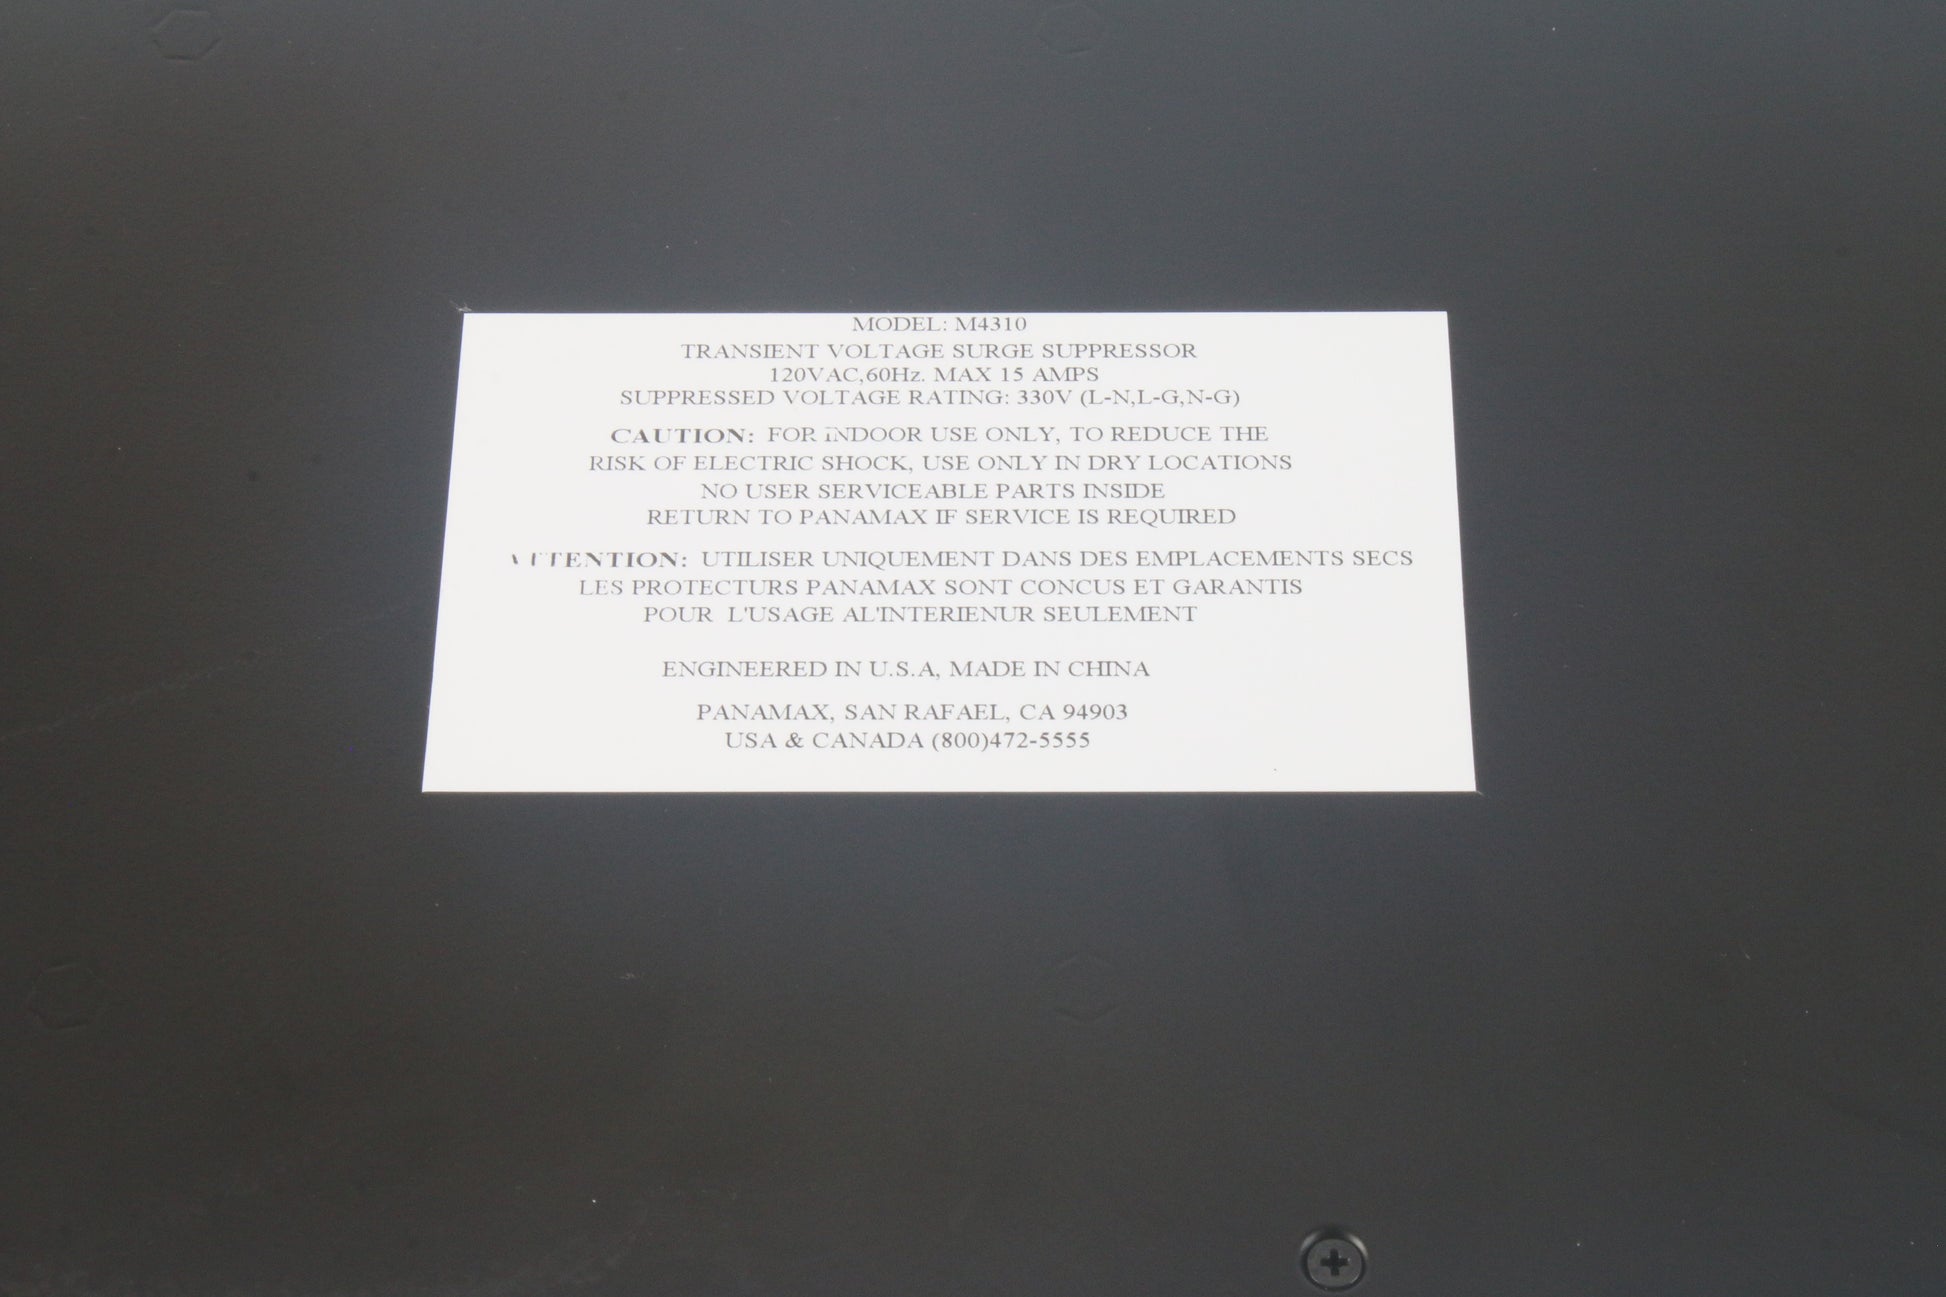 MODEL: M4310
TRANSIENT VOLTAGE SURGE SUPPRESSOR
120VAC,60Hz. MAX 15 AMPS
SUPPRESSED VOLTAGE RATING: 330V (L-N,L-G,N-G)
CAUTION: FOR INDOOR USE ONLY, TO REDUCE THE
RISK OF ELECTRIC SHOCK, USE ONLY IN DRY LOCATIONS
NO USER SERVICEABLE PARTS INSIDE
RETURN TO PANAMAX IF SERVICE IS REQUIRED
ATTENTION: UTILISER UNIQUEMENT DANS DES EMPLACEMENTS SECS
LES PROTECTURS PANAMAX SONT CONCUS ET GARANTIS
POUR L'USAGE AL'INTERIENUR SEULEMENT
ENGINEERED IN U.S.A, MADE IN CHINA
PANAMAX, SAN RAFAEL, CA 94903
USA & CANADA (800)472-5555